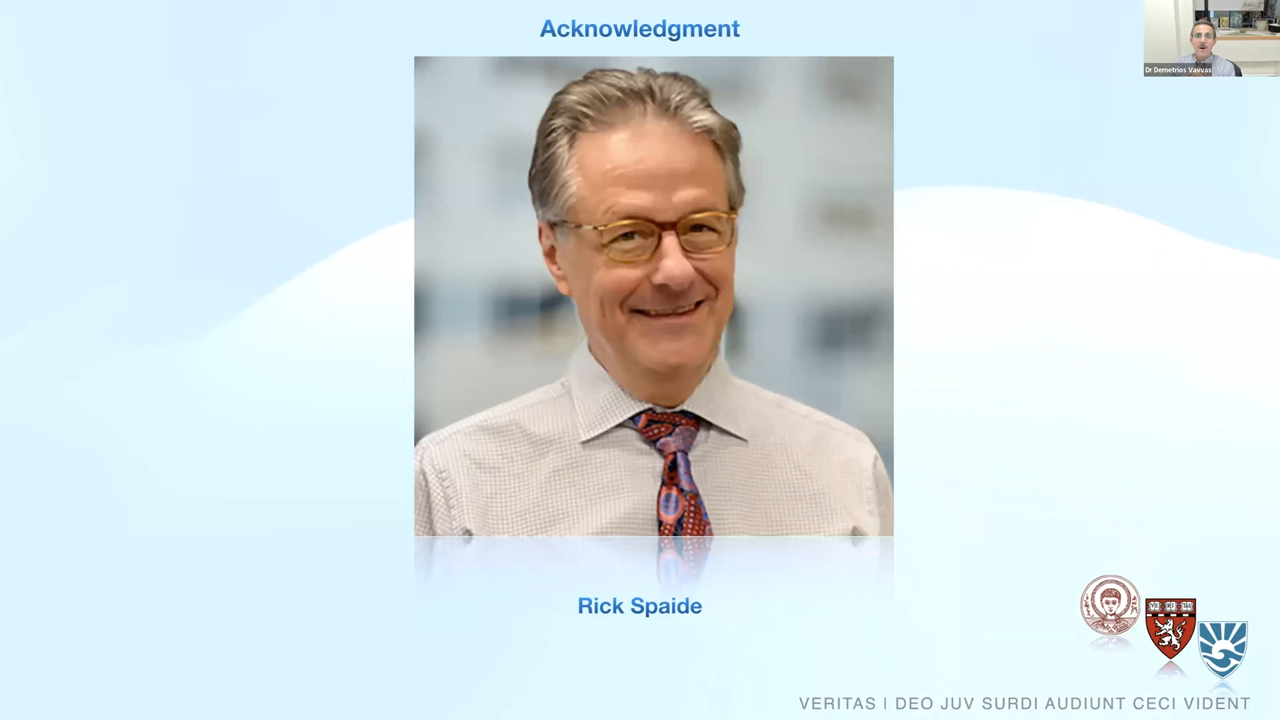 Acknowledgment
Dr Demetrios Vavvas
Rick Spaide
VERITAS | DEO JUV SURDI AUDIUNT CECI VIDENT